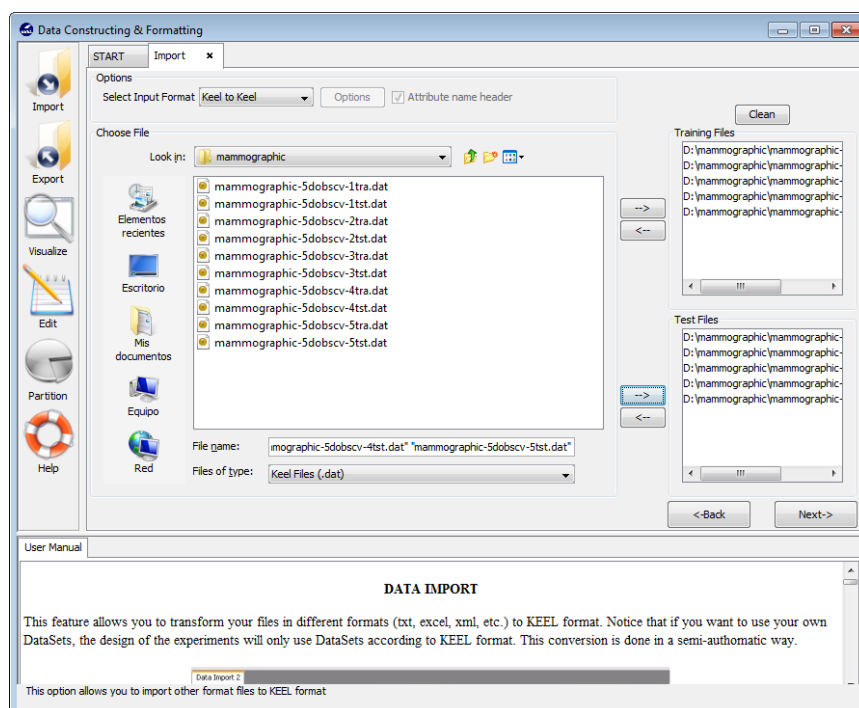 Data Constructing & Formatting
START
Import
Options
Select Input Format Keel to Keel Options Attribute name header
Import
Export
Visualize
Edit
Partition
Help
Choose File
Look in: mammographic
Elementos recientes
Escritorio
Mis documentos
Equipo
Red
mammographic-5dobscv-1tra.dat
mammographic-5dobscv-1tst.dat
mammographic-5dobscv-2tra.dat
mammographic-5dobscv-2tst.dat
mammographic-5dobscv-3tra.dat
mammographic-5dobscv-3tst.dat
mammographic-5dobscv-4tra.dat
mammographic-5dobscv-4tst.dat
mammographic-5dobscv-5tra.dat
mammographic-5dobscv-5tst.dat
File name: mographic-5dobscv-4tst.dat" "mammographic-5dobscv-5tst.dat"
Files of type: Keel Files (.dat)
-->
<--
-->
<--
Clean
Training Files
D:\mammographic\mammographic-
D:\mammographic\mammographic-
D:\mammographic\mammographic-
D:\mammographic\mammographic-
D:\mammographic\mammographic-
Test Files
D:\mammographic\mammographic-
D:\mammographic\mammographic-
D:\mammographic\mammographic-
D:\mammographic\mammographic-
D:\mammographic\mammographic-
<-Back
Next->
User Manual
DATA IMPORT
This feature allows you to transform your files in different formats (txt, excel, xml, etc.) to KEEL format. Notice that if you want to use your own
DataSets, the design of the experiments will only use DataSets according to KEEL format. This conversion is done in a semi-authomatic way.
Data Import 2
This option allows you to import other format files to KEEL format